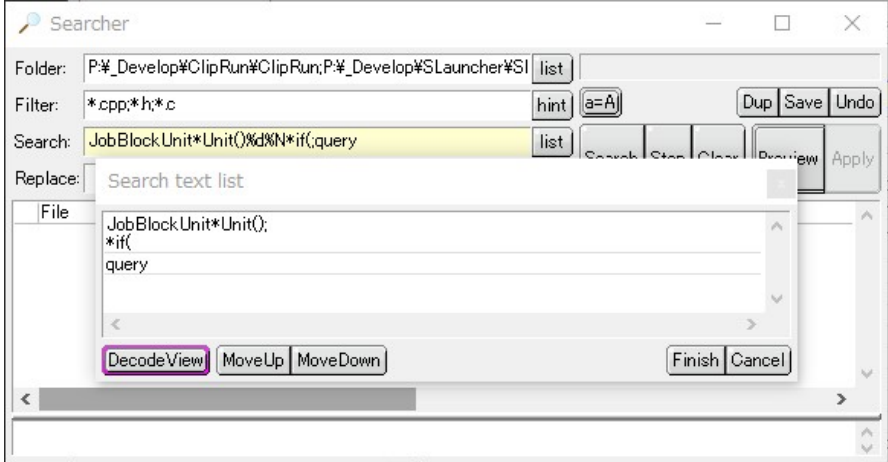 Searcher
Folder: P:¥_Develop¥ClipRun¥ClipRun;P:¥_Develop¥SLauncher¥Sl list
Filter: *.cpp;*.h;*.c hint a=A Dup Save Undo
Search: JobBlockUnit*Unit()%d%N*if(;query list
Search Stop Clear Preview Apply
Replace:
Search text list
File
JobBlockUnit*Unit();
*if(
query
DecodeView MoveUp MoveDown Finish Cancel